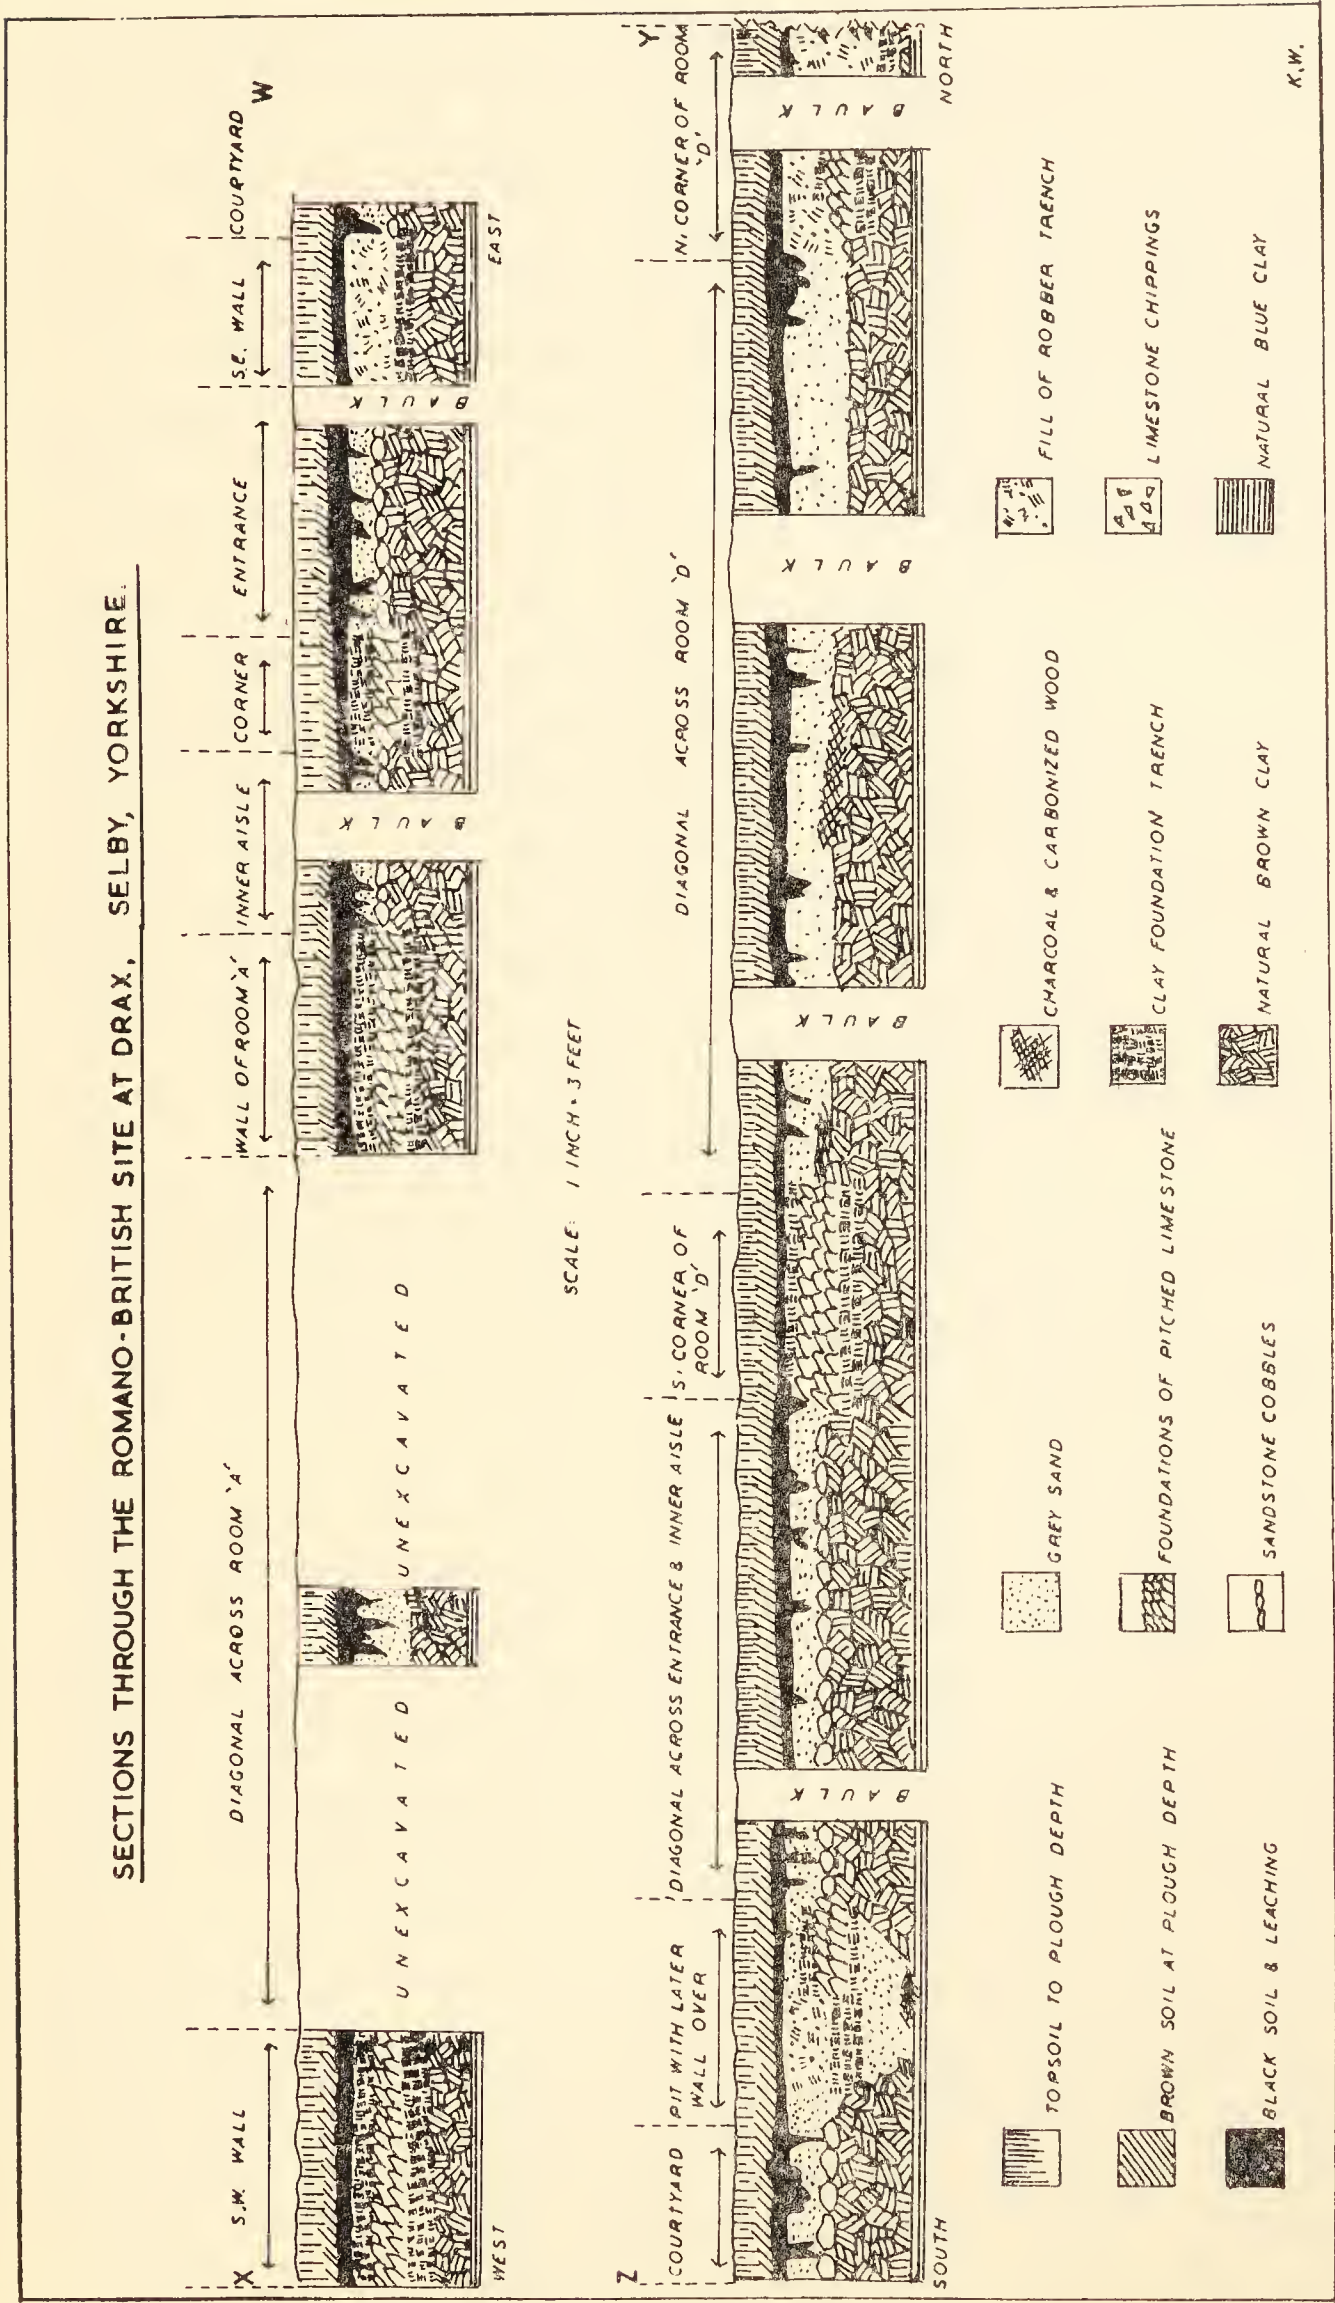 SECTIONS THROUGH THE ROMANO-BRITISH SITE AT DRAX, SELBY, YORKSHIRE.
X
S.W. WALL
DIAGONAL ACROSS ROOM 'A'
WALL OF ROOM 'A'
INNER AISLE
CORNER
ENTRANCE
S.E. WALL
COURTYARD
W
UNEXCAVATED
UNEXCAVATED
BAULK
BAULK
WEST
EAST
SCALE: 1 INCH = 3 FEET
Z
COURTYARD
PIT WITH LATER
WALL OVER
DIAGONAL ACROSS ENTRANCE & INNER AISLE
S. CORNER OF
ROOM 'D'
DIAGONAL ACROSS ROOM 'D'
N. CORNER OF ROOM
'D'
Y
BAULK
BAULK
BAULK
BAULK
SOUTH
NORTH
TOPSOIL TO PLOUGH DEPTH
GREY SAND
CHARCOAL & CARBONIZED WOOD
FILL OF ROBBER TRENCH
BROWN SOIL AT PLOUGH DEPTH
FOUNDATIONS OF PITCHED LIMESTONE
CLAY FOUNDATION TRENCH
LIMESTONE CHIPPINGS
BLACK SOIL & LEACHING
SANDSTONE COBBLES
NATURAL BROWN CLAY
NATURAL BLUE CLAY
K.W.